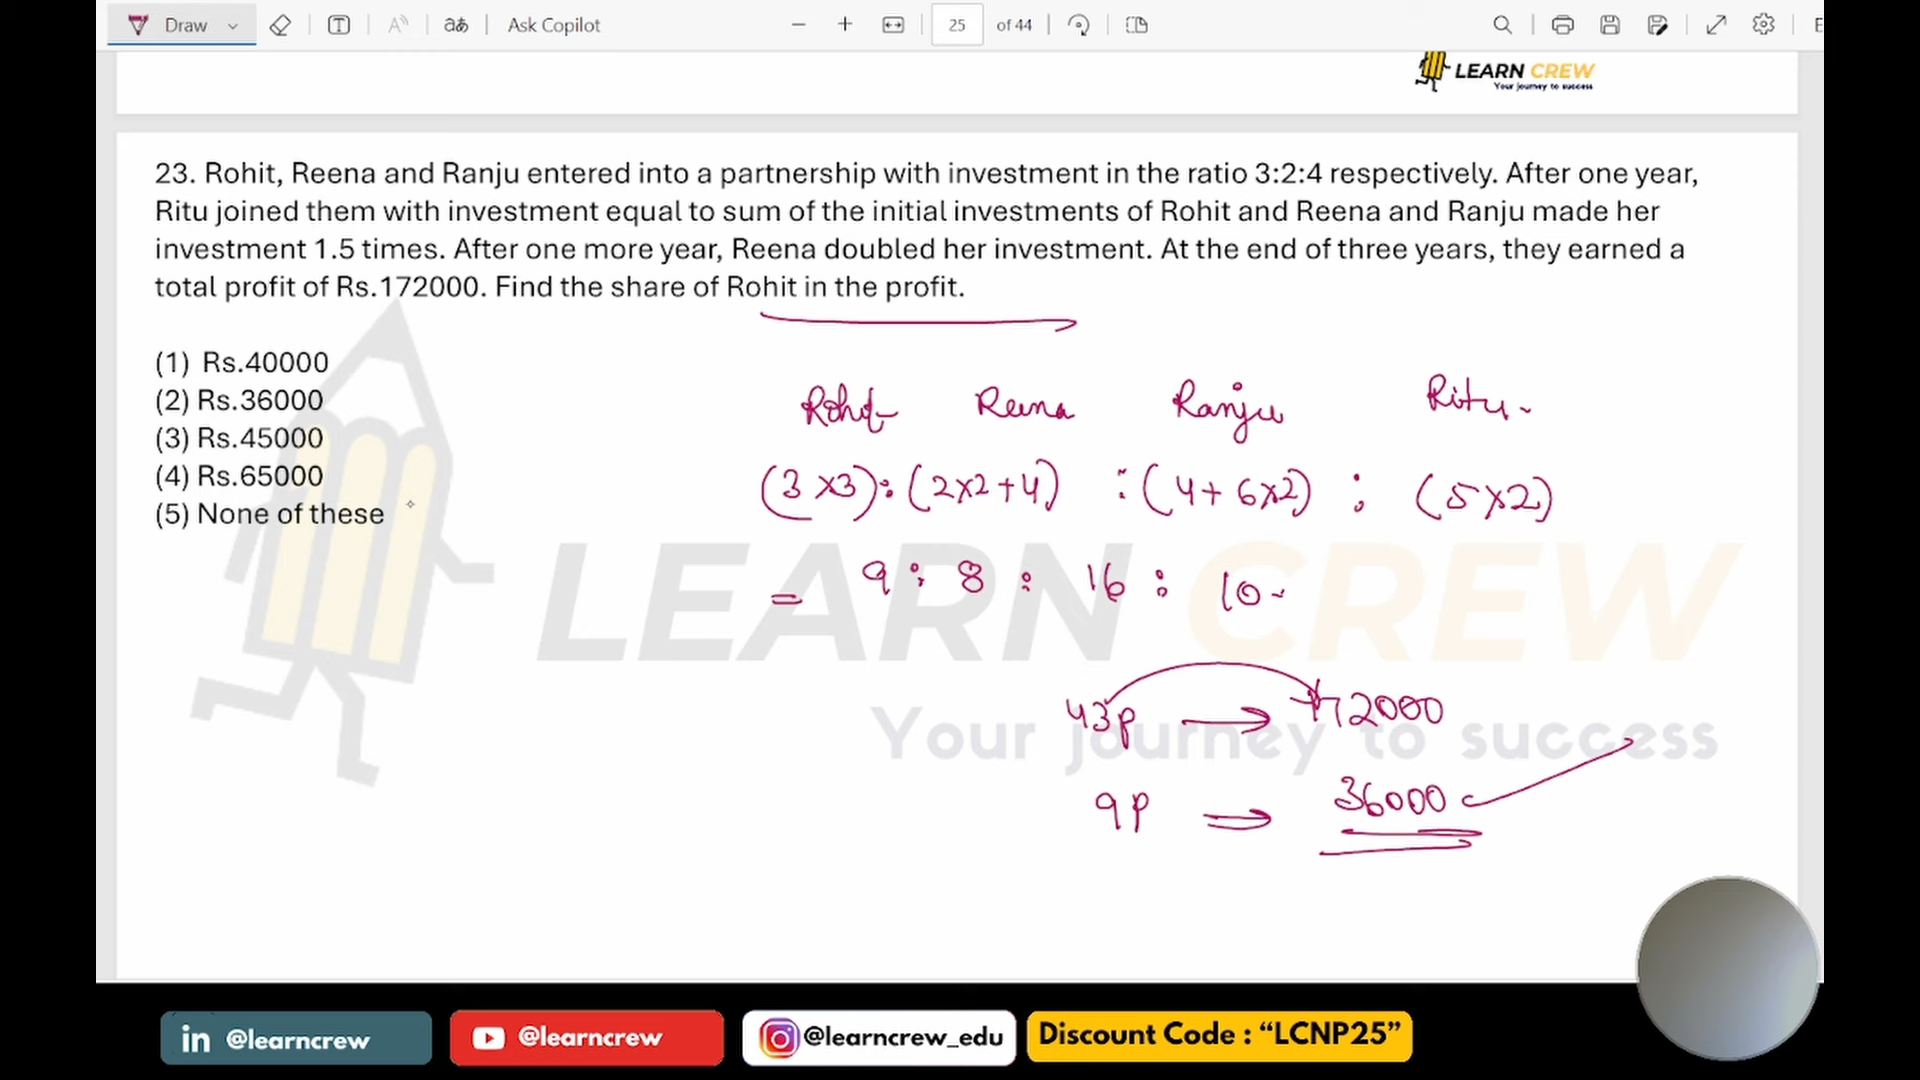 Draw
Ask Copilot
25 of 44
LEARN CREW
Your journey to success
23. Rohit, Reena and Ranju entered into a partnership with investment in the ratio 3:2:4 respectively. After one year,
Ritu joined them with investment equal to sum of the initial investments of Rohit and Reena and Ranju made her
investment 1.5 times. After one more year, Reena doubled her investment. At the end of three years, they earned a
total profit of Rs.172000. Find the share of Rohit in the profit.
(1) Rs.40000
(2) Rs.36000
(3) Rs.45000
(4) Rs.65000
(5) None of these
Rohit Reena Ranju Ritu
(3×3) : (2×2+4) : (4+6×2) : (5×2)
= 9 : 8 : 16 : 10
43p → 172000
9p ⇒ 36000
LEARN CREW
Your journey to success
in @learncrew
@learncrew
@learncrew_edu
Discount Code : “LCNP25”